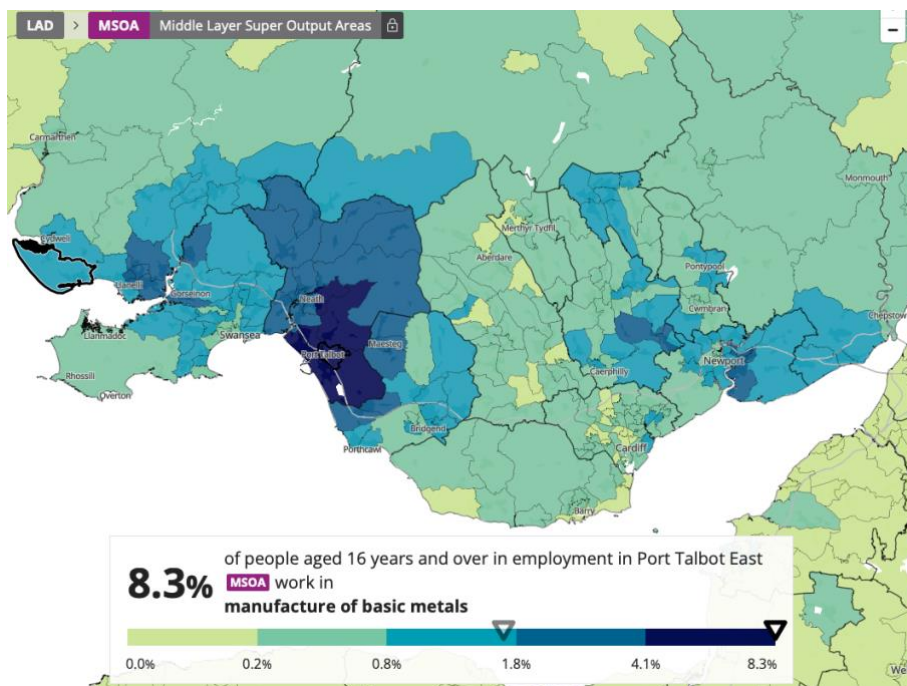 LAD > MSOA Middle Layer Super Output Areas
−
Carmarthen
Monmouth
Merthyr Tydfil
Aberdare
Pontypool
Llanelli
Gorseinon
Neath
Cwmbran
Chepstow
Llanmadoc
Swansea
Maesteg
Port Talbot
Newport
Caerphilly
Rhossili
Overton
Bridgend
Porthcawl
Cardiff
Barry
8.3% of people aged 16 years and over in employment in Port Talbot East
MSOA work in
manufacture of basic metals
0.0% 0.2% 0.8% 1.8% 4.1% 8.3%
We